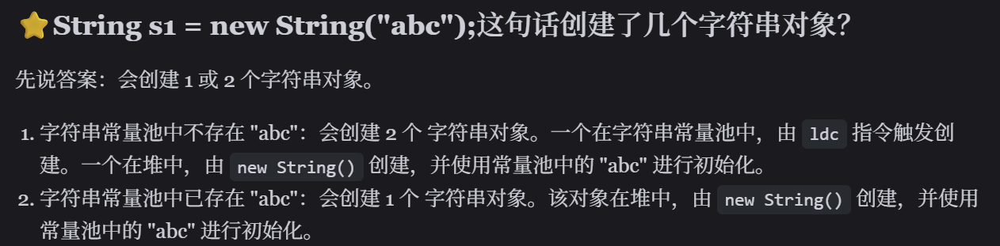 ⭐String s1 = new String("abc");这句话创建了几个字符串对象?
先说答案：会创建 1 或 2 个字符串对象。
1. 字符串常量池中不存在 "abc"：会创建 2 个 字符串对象。一个在字符串常量池中，由 ldc 指令触发创
建。一个在堆中，由 new String() 创建，并使用常量池中的 "abc" 进行初始化。
2. 字符串常量池中已存在 "abc"：会创建 1 个 字符串对象。该对象在堆中，由 new String() 创建，并使用
常量池中的 "abc" 进行初始化。